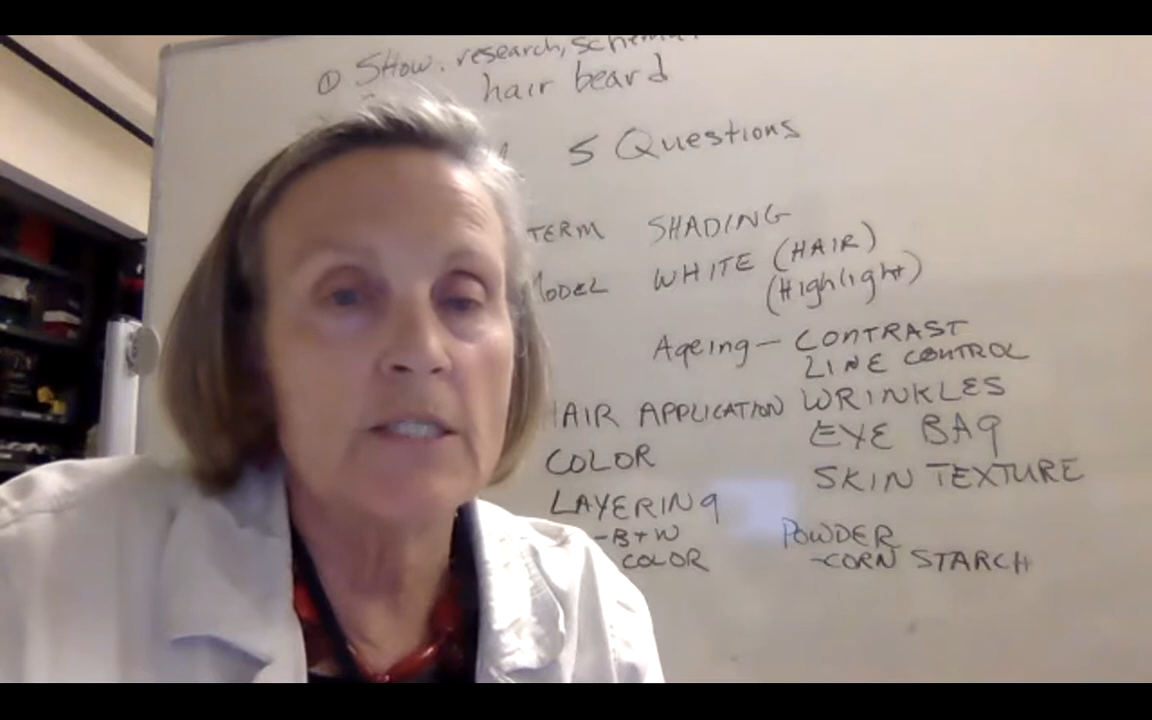 ① SHOW. research, schema
hair beard
5 Questions
TERM SHADING
MODEL WHITE (HAIR)
(Highlight)
Ageing - CONTRAST
LINE CONTROL
HAIR APPLICATION WRINKLES
EYE BAG
COLOR
SKIN TEXTURE
LAYERING
- B+W
COLOR
POWDER
- CORN STARCH